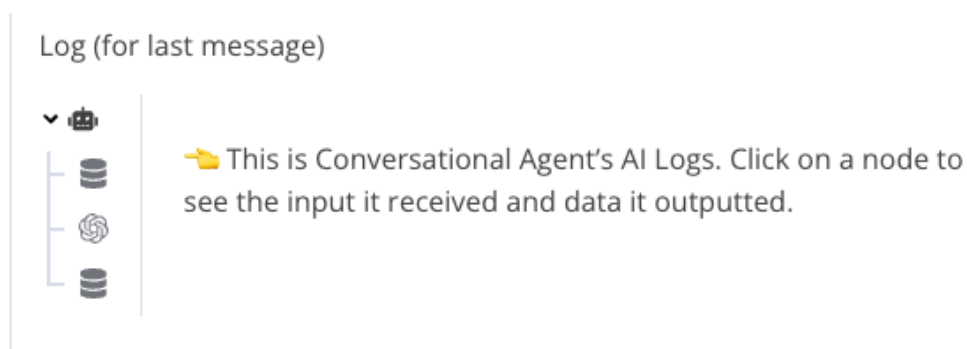 Log (for last message)
👈 This is Conversational Agent’s AI Logs. Click on a node to
see the input it received and data it outputted.